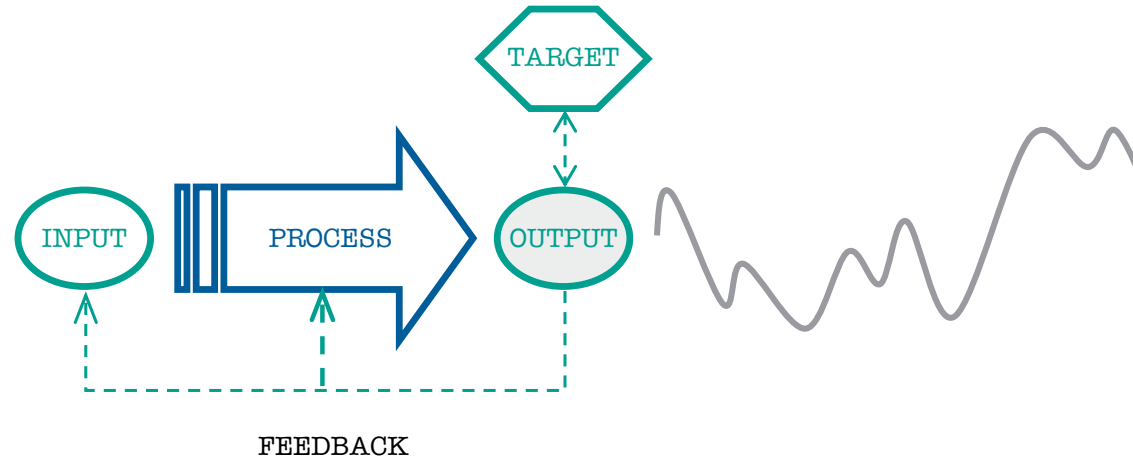 TARGET
INPUT
PROCESS
OUTPUT
FEEDBACK